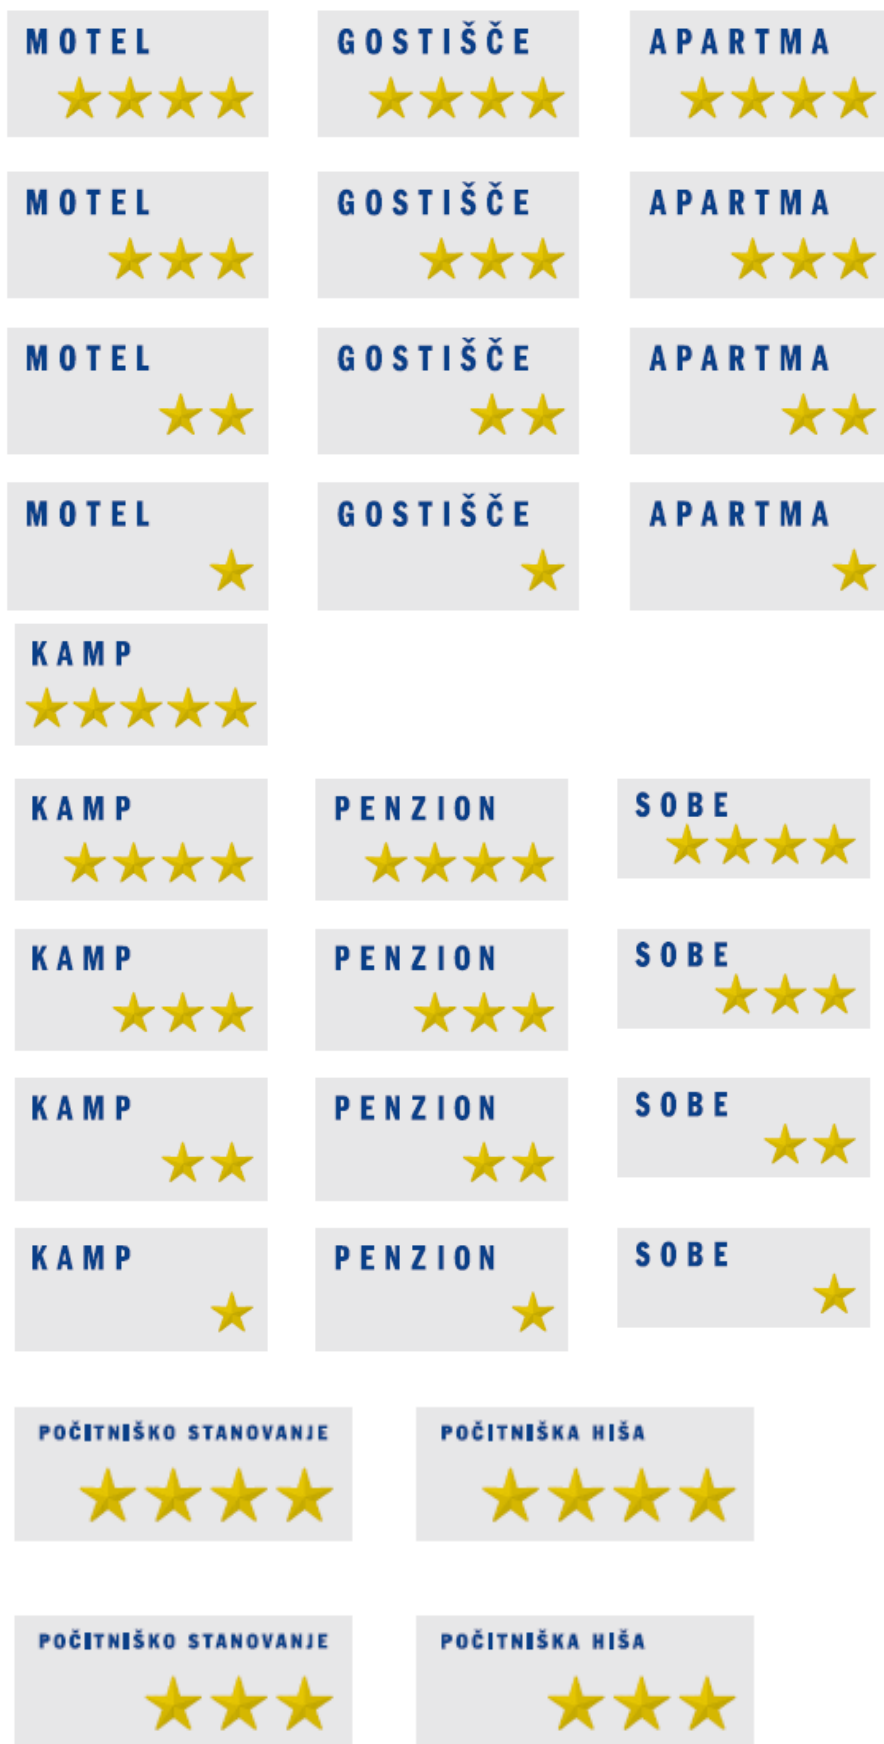 MOTEL
GOSTIŠČE
APARTMA
MOTEL
GOSTIŠČE
APARTMA
MOTEL
GOSTIŠČE
APARTMA
MOTEL
GOSTIŠČE
APARTMA
KAMP
KAMP
PENZION
SOBE
KAMP
PENZION
SOBE
KAMP
PENZION
SOBE
KAMP
PENZION
SOBE
POČITNIŠKO STANOVANJE
POČITNIŠKA HIŠA
POČITNIŠKO STANOVANJE
POČITNIŠKA HIŠA